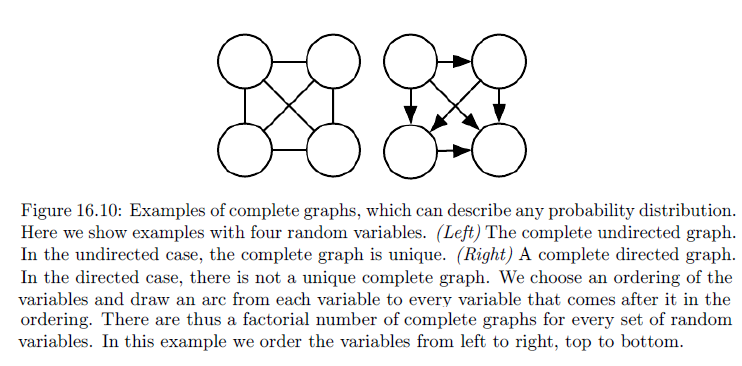 Figure 16.10: Examples of complete graphs, which can describe any probability distribution.
Here we show examples with four random variables. (Left) The complete undirected graph.
In the undirected case, the complete graph is unique. (Right) A complete directed graph.
In the directed case, there is not a unique complete graph. We choose an ordering of the
variables and draw an arc from each variable to every variable that comes after it in the
ordering. There are thus a factorial number of complete graphs for every set of random
variables. In this example we order the variables from left to right, top to bottom.